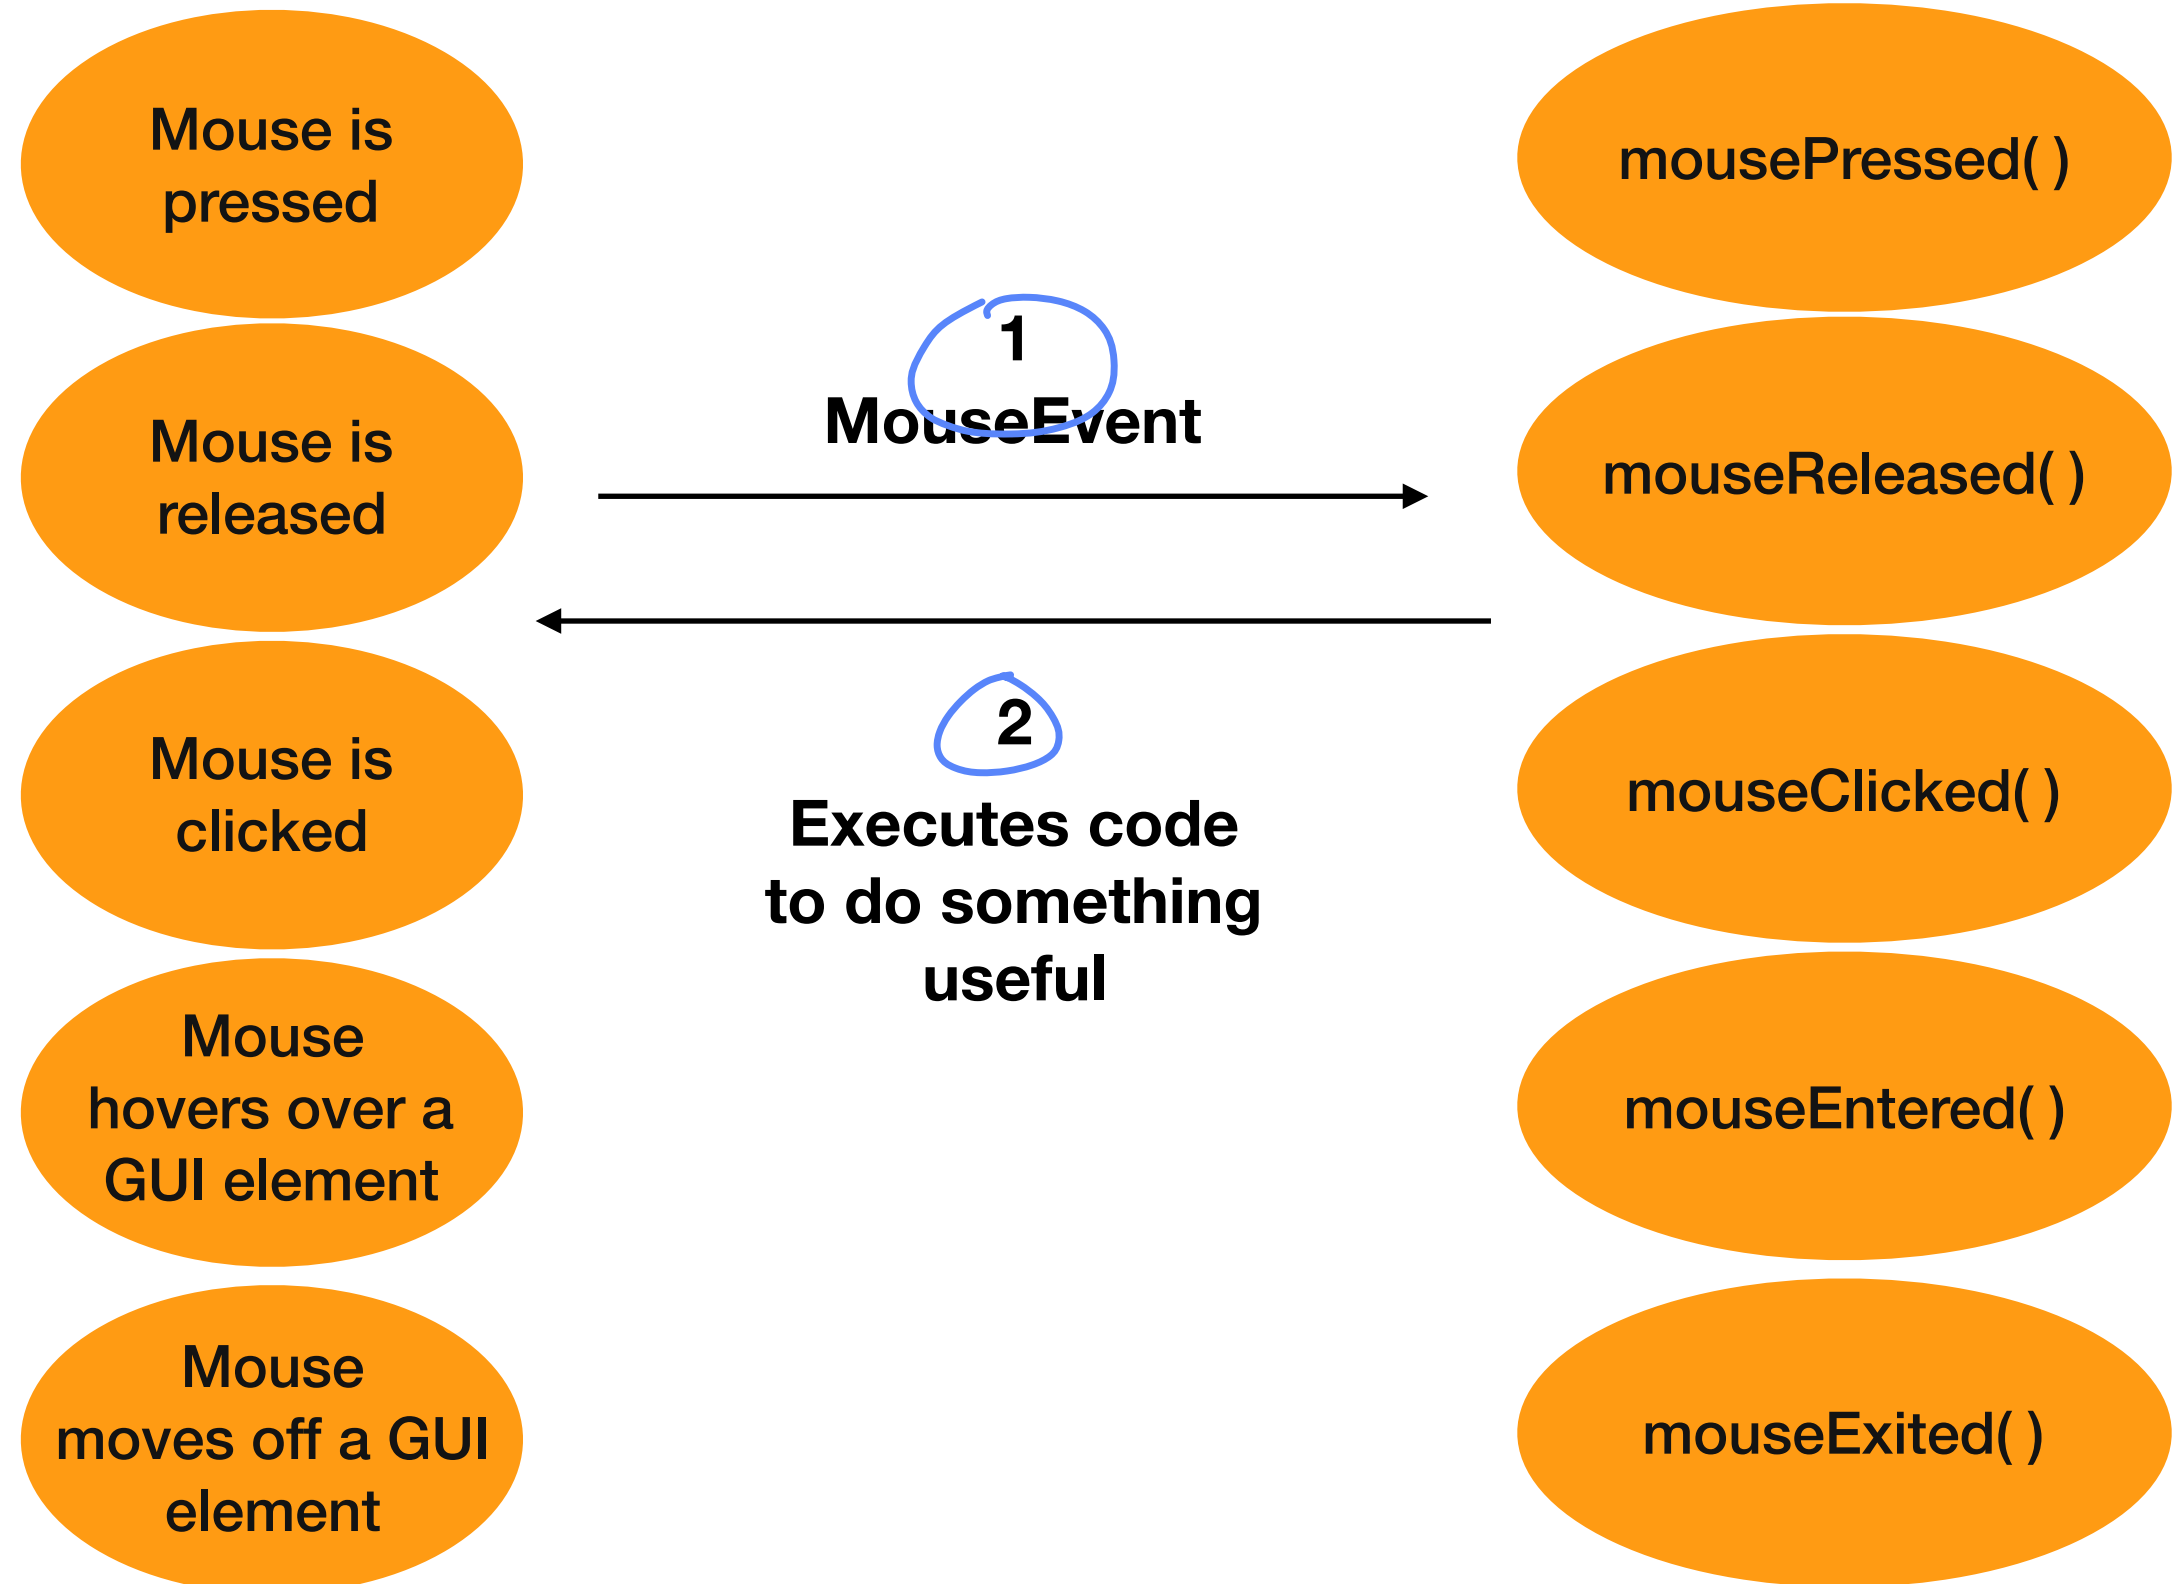 Mouse is
pressed
Mouse is
released
Mouse is
clicked
Mouse
hovers over a
GUI element
Mouse
moves off a GUI
element
1
MouseEvent
2
Executes code
to do something
useful
mousePressed( )
mouseReleased( )
mouseClicked( )
mouseEntered( )
mouseExited( )